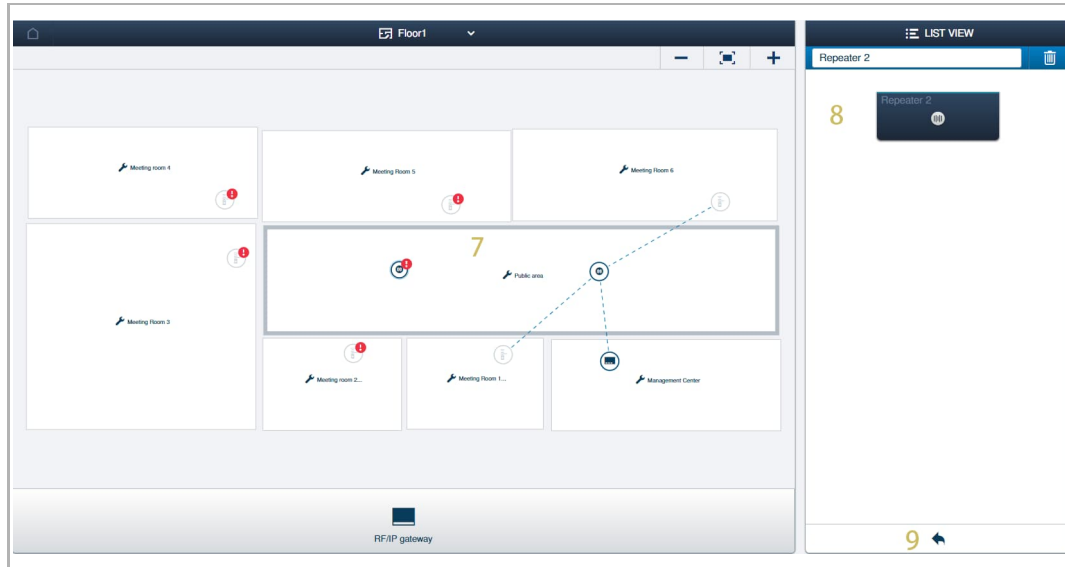 Floor1
LIST VIEW
Repeater 2
8
Repeater 2
Meeting room 4
Meeting Room 5
Meeting Room 6
7
Public area
Meeting Room 3
Meeting room 2...
Meeting Room 1...
Management Center
RF/IP gateway
9